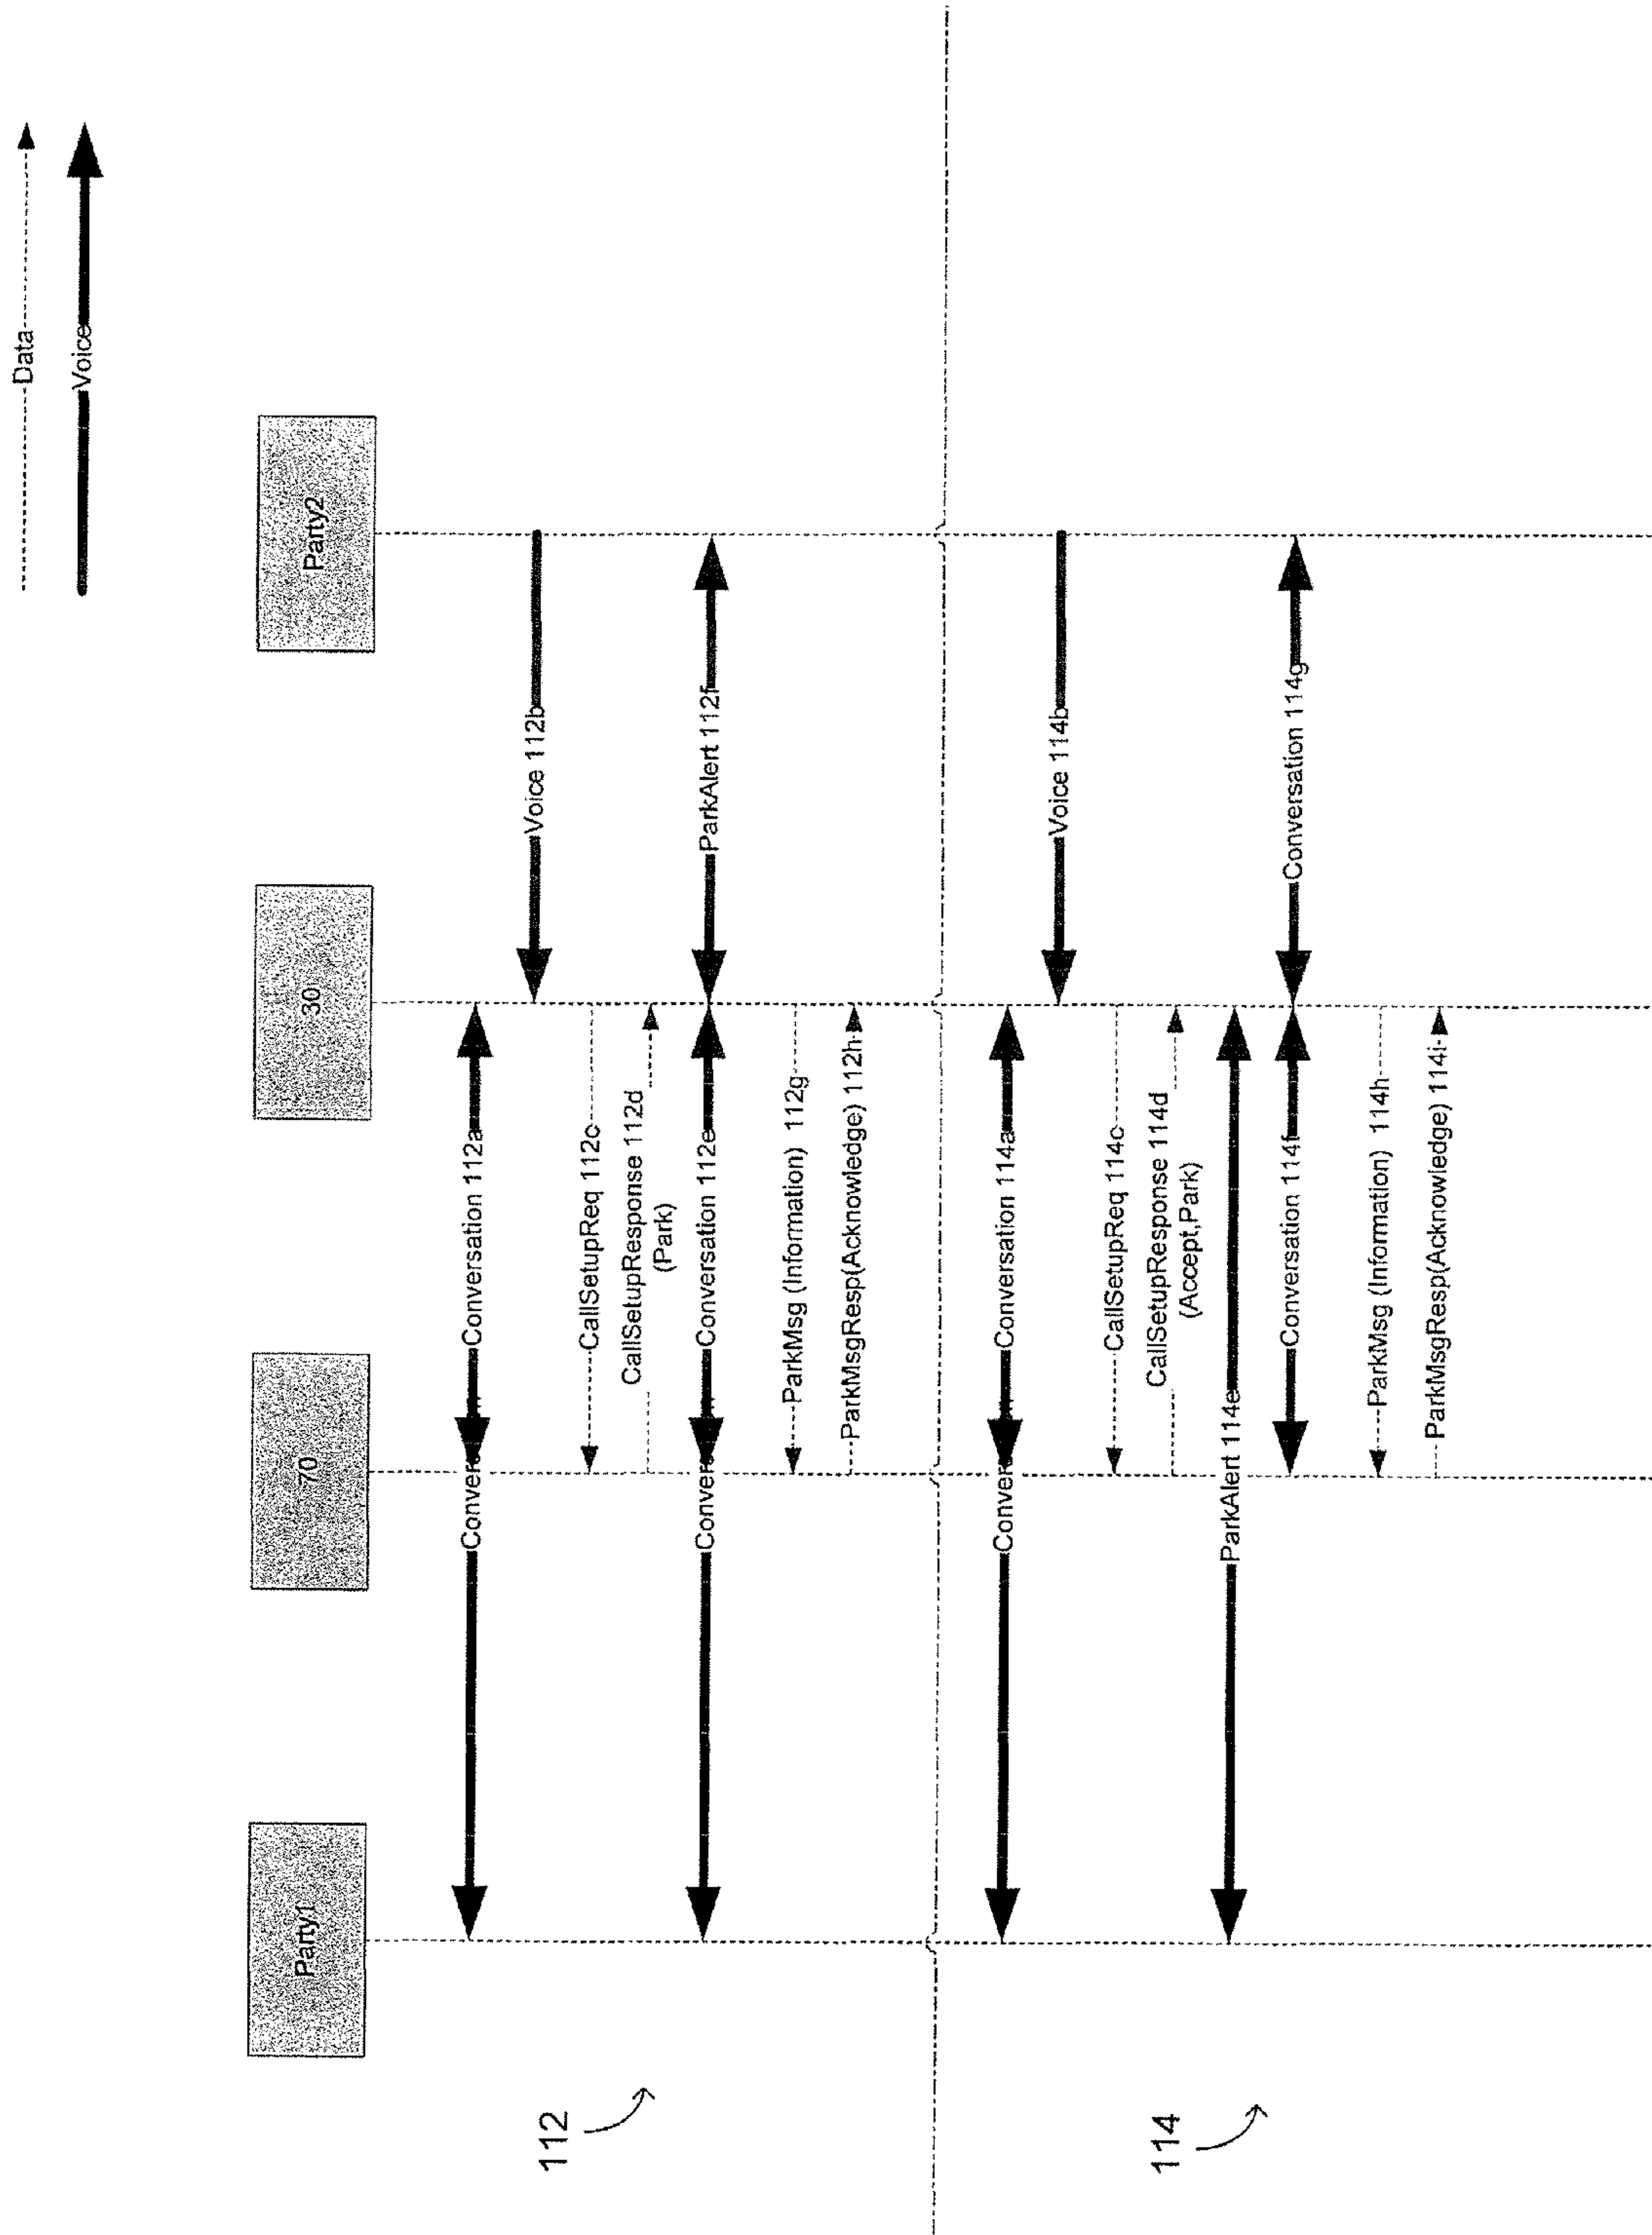 Data
Voice
Party1
70
30
Party2
112
Conver
Conversation 112a
Voice 112b
CallSetupReq 112c
CallSetupResponse 112d
(Park)
Conver
Conversation 112e
ParkAlert 112f
ParkMsg (Information) 112g
ParkMsgResp(Acknowledge) 112h
114
Conver
Conversation 114a
Voice 114b
CallSetupReq 114c
CallSetupResponse 114d
(Accept,Park)
ParkAlert 114e
Conversation 114f
Conversation 114g
ParkMsg (Information) 114h
ParkMsgResp(Acknowledge) 114i